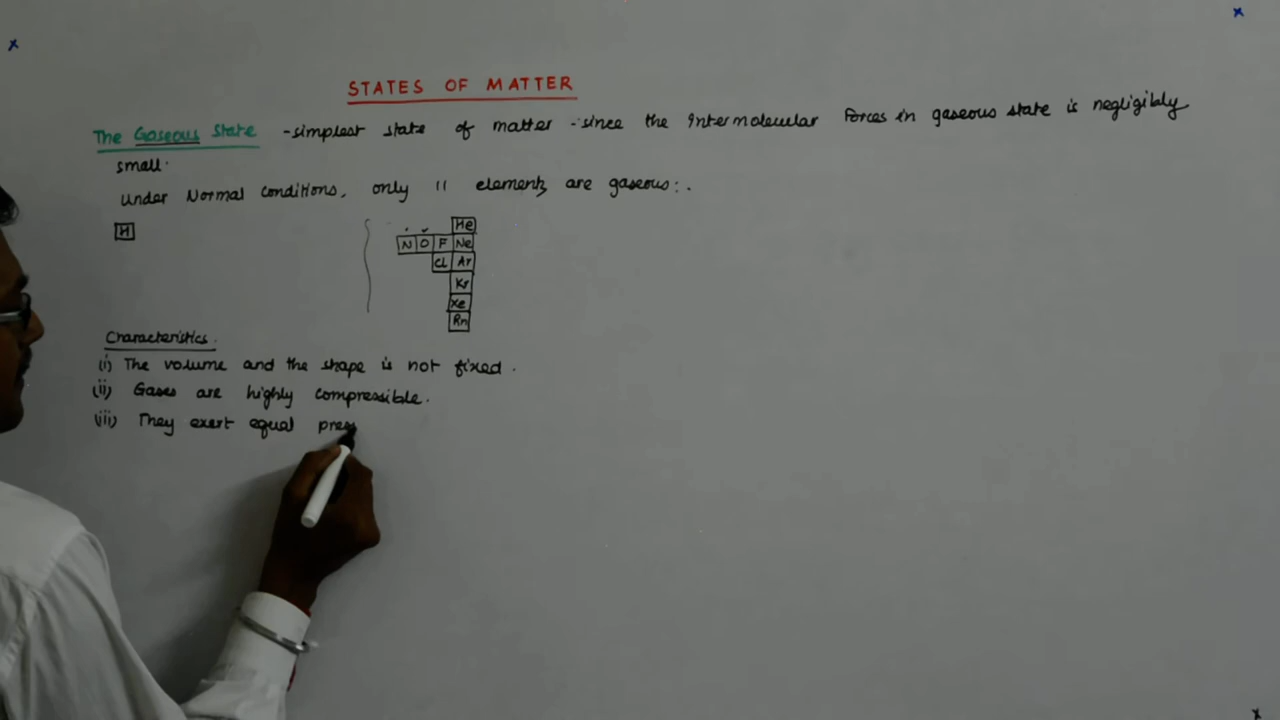 STATES OF MATTER
The Gaseous State - simplest state of matter - since the Intermolecular Forces in gaseous state is negligibly
small.
Under Normal Conditions, only 11 elements are gaseous:.
H
He
N O F Ne
Cl Ar
Kr
Xe
Rn
Characteristics.
(i) The volume and the shape is not fixed.
(ii) Gases are highly compressible.
(iii) They exert equal pres